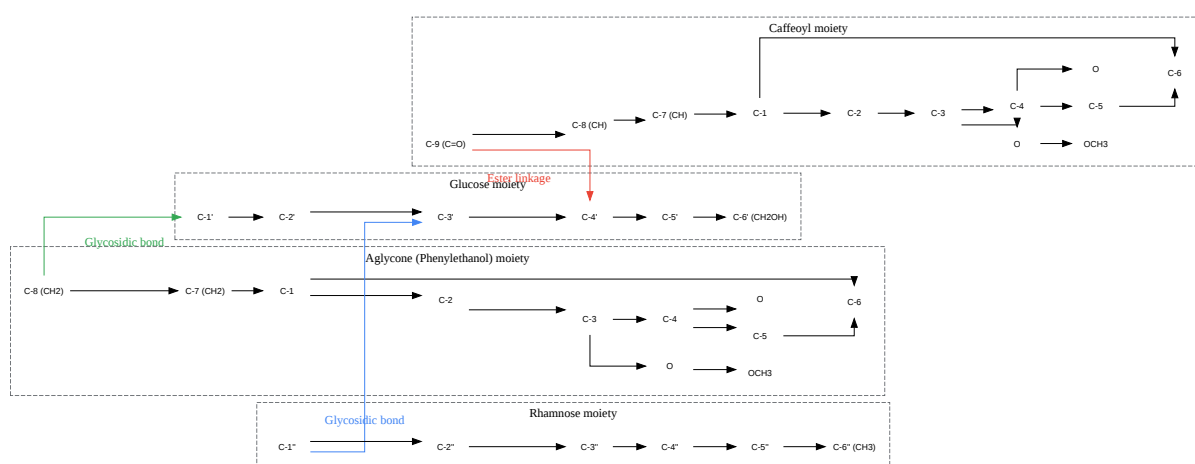 Caffeoyl moiety
O
C-6
C-4
C-5
C-7 (CH)
C-1
C-2
C-3
C-8 (CH)
C-9 (C=O)
O
OCH3
Ester linkage
Glucose moiety
C-1'
C-2'
C-3'
C-4'
C-5'
C-6' (CH2OH)
Glycosidic bond
Aglycone (Phenylethanol) moiety
C-8 (CH2)
C-7 (CH2)
C-1
C-2
O
C-6
C-3
C-4
C-5
O
OCH3
Rhamnose moiety
Glycosidic bond
C-1"
C-2"
C-3"
C-4"
C-5"
C-6" (CH3)